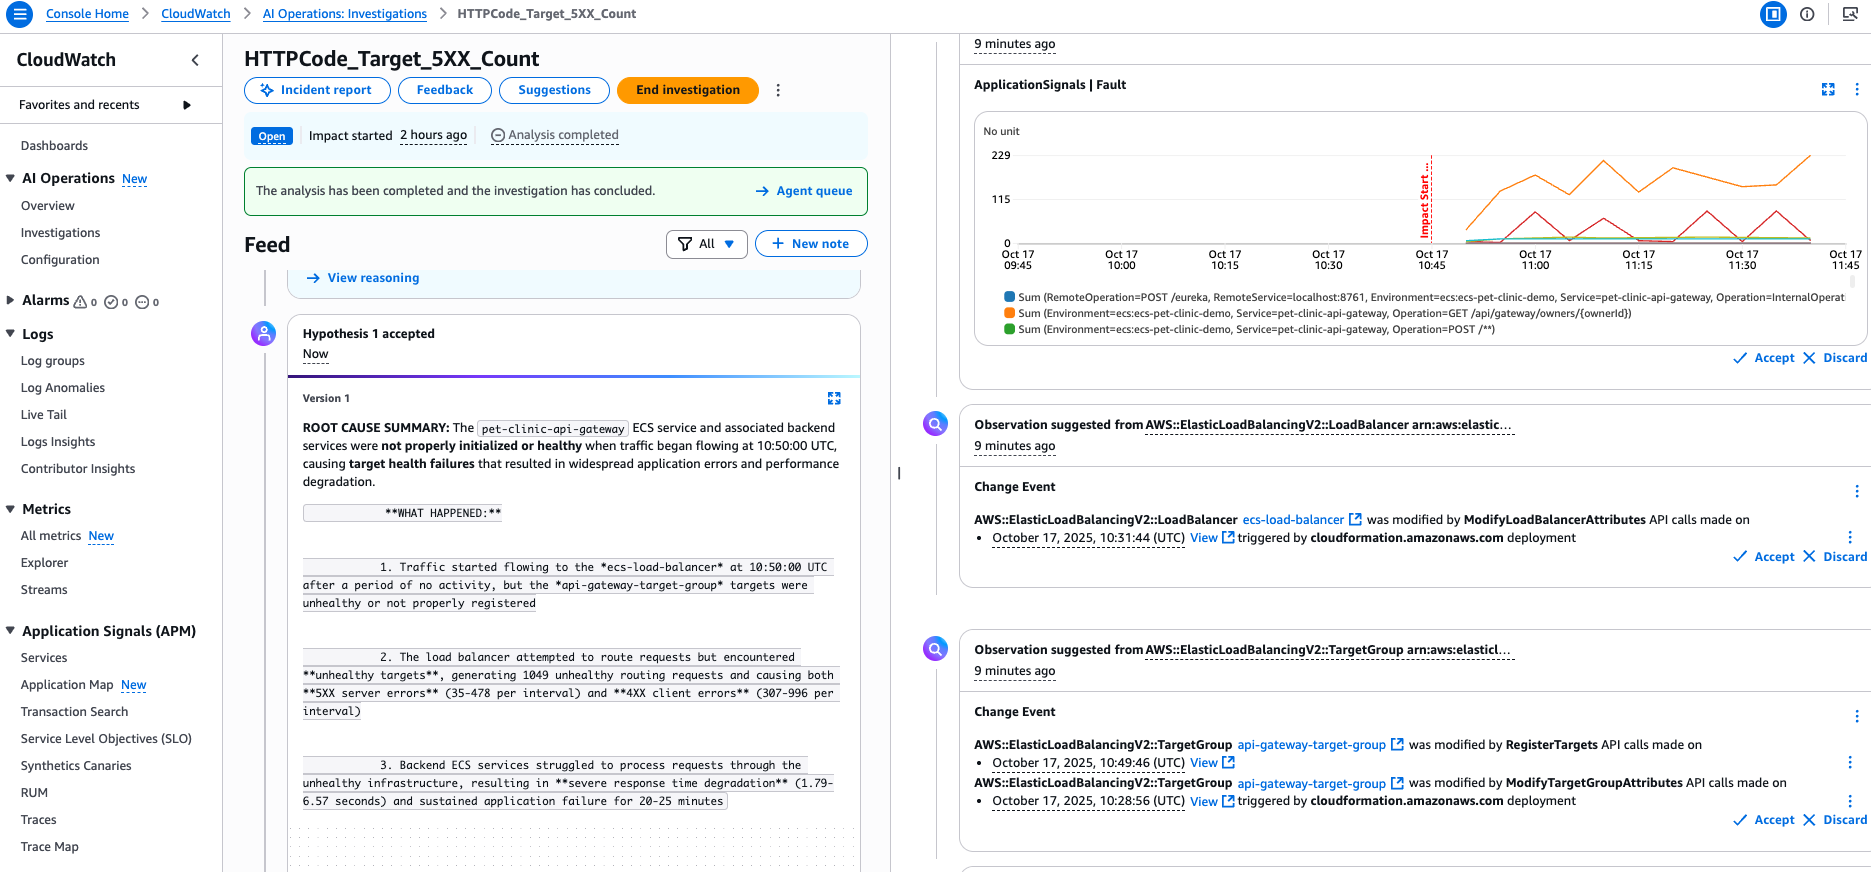 Console Home > CloudWatch > AI Operations: Investigations > HTTPCode_Target_5XX_Count
CloudWatch
Favorites and recents
Dashboards
AI Operations New
Overview
Investigations
Configuration
Alarms 0 0 0
Logs
Log groups
Log Anomalies
Live Tail
Logs Insights
Contributor Insights
Metrics
All metrics New
Explorer
Streams
Application Signals (APM)
Services
Application Map New
Transaction Search
Service Level Objectives (SLO)
Synthetics Canaries
RUM
Traces
Trace Map
HTTPCode_Target_5XX_Count
Incident report Feedback Suggestions End investigation
Open Impact started 2 hours ago Analysis completed
The analysis has been completed and the investigation has concluded. Agent queue
Feed All New note
View reasoning
Hypothesis 1 accepted
Now
Version 1
ROOT CAUSE SUMMARY: The pet-clinic-api-gateway ECS service and associated backend
services were not properly initialized or healthy when traffic began flowing at 10:50:00 UTC,
causing target health failures that resulted in widespread application errors and performance
degradation.
**WHAT HAPPENED:**
1. Traffic started flowing to the *ecs-load-balancer* at 10:50:00 UTC
after a period of no activity, but the *api-gateway-target-group* targets were
unhealthy or not properly registered
2. The load balancer attempted to route requests but encountered
**unhealthy targets**, generating 1049 unhealthy routing requests and causing both
**5XX server errors** (35-478 per interval) and **4XX client errors** (307-996 per
interval)
3. Backend ECS services struggled to process requests through the
unhealthy infrastructure, resulting in **severe response time degradation** (1.79-
6.57 seconds) and sustained application failure for 20-25 minutes
9 minutes ago
ApplicationSignals | Fault
No unit
229
115
0
Impact Start ...
Oct 17 Oct 17 Oct 17 Oct 17 Oct 17 Oct 17 Oct 17 Oct 17 Oct 17
09:45 10:00 10:15 10:30 10:45 11:00 11:15 11:30 11:45
Sum (RemoteOperation=POST /eureka, RemoteService=localhost:8761, Environment=ecs:ecs-pet-clinic-demo, Service=pet-clinic-api-gateway, Operation=InternalOperat
Sum (Environment=ecs:ecs-pet-clinic-demo, Service=pet-clinic-api-gateway, Operation=GET /api/gateway/owners/{ownerId})
Sum (Environment=ecs:ecs-pet-clinic-demo, Service=pet-clinic-api-gateway, Operation=POST /**)
Accept Discard
Observation suggested from AWS::ElasticLoadBalancingV2::LoadBalancer arn:aws:elastic...
9 minutes ago
Change Event
AWS::ElasticLoadBalancingV2::LoadBalancer ecs-load-balancer was modified by ModifyLoadBalancerAttributes API calls made on
• October 17, 2025, 10:31:44 (UTC) View triggered by cloudformation.amazonaws.com deployment
Accept Discard
Observation suggested from AWS::ElasticLoadBalancingV2::TargetGroup arn:aws:elasticl...
9 minutes ago
Change Event
AWS::ElasticLoadBalancingV2::TargetGroup api-gateway-target-group was modified by RegisterTargets API calls made on
• October 17, 2025, 10:49:46 (UTC) View
AWS::ElasticLoadBalancingV2::TargetGroup api-gateway-target-group was modified by ModifyTargetGroupAttributes API calls made on
• October 17, 2025, 10:28:56 (UTC) View triggered by cloudformation.amazonaws.com deployment
Accept Discard